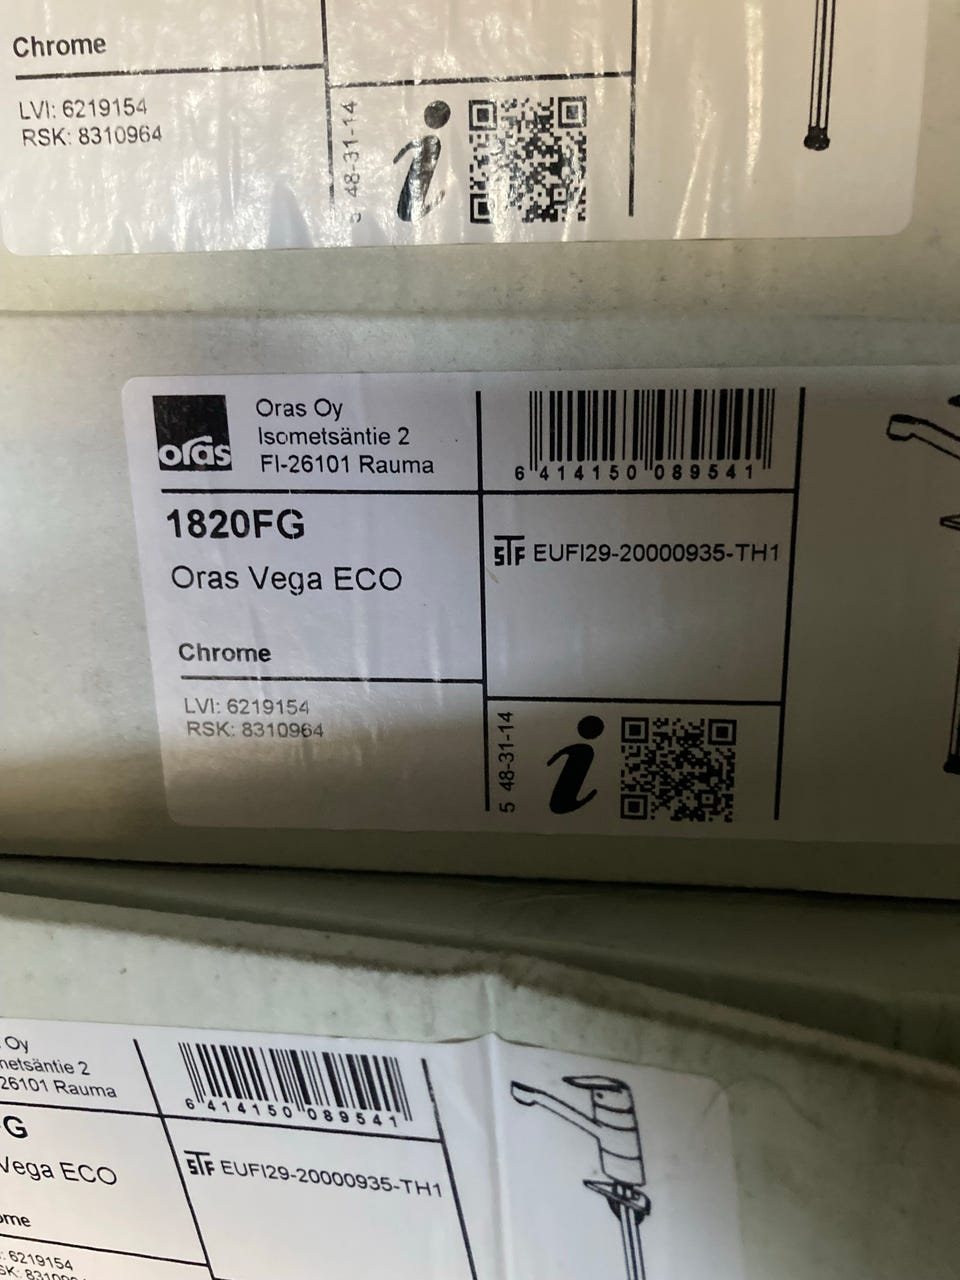 Chrome
LVI: 6219154
RSK: 8310964
48-31-14
oras
Oras Oy
Isometsäntie 2
FI-26101 Rauma
6 414150 089541
1820FG
Oras Vega ECO
STF EUFI29-20000935-TH1
Chrome
LVI: 6219154
RSK: 8310964
5 48-31-14
i
Oy
netsäntie 2
26101 Rauma
6 414150 089541
G
Vega ECO
STF EUFI29-20000935-TH1
ome
: 6219154